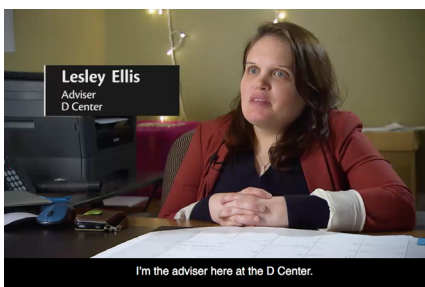 Lesley Ellis
Adviser
D Center
I'm the adviser here at the D Center.